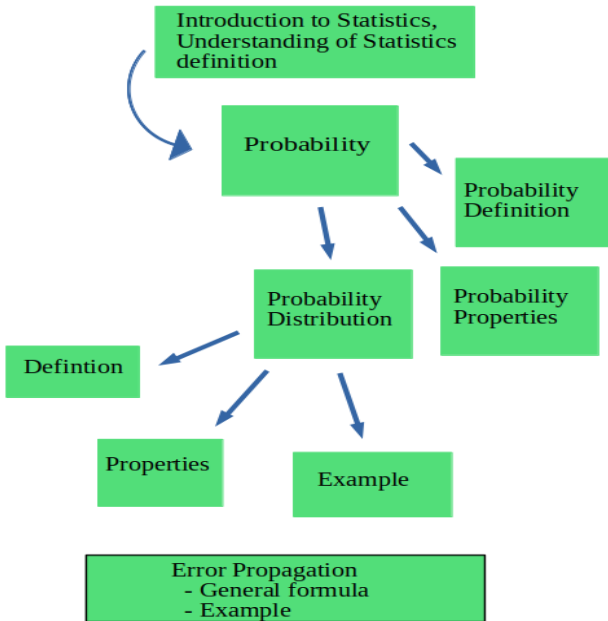 Introduction to Statistics,
Understanding of Statistics
definition
Probability
Probability
Definition
Probability
Properties
Probability
Distribution
Defintion
Properties
Example
Error Propagation
- General formula
- Example